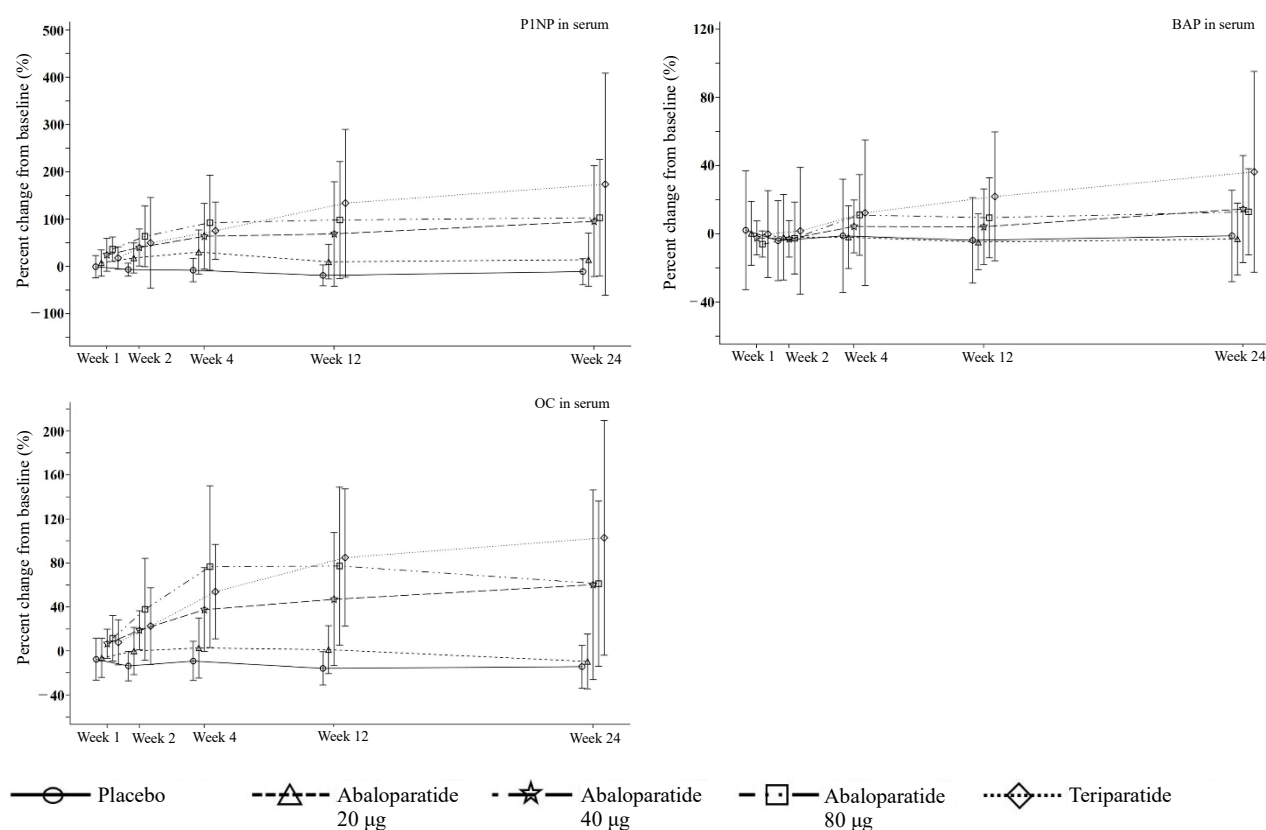 P1NP in serum
Percent change from baseline (%)
500
400
300
200
100
0
−100
Week 1 Week 2 Week 4 Week 12 Week 24
BAP in serum
Percent change from baseline (%)
120
80
40
0
−40
Week 1 Week 2 Week 4 Week 12 Week 24
OC in serum
Percent change from baseline (%)
200
160
120
80
40
0
−40
Week 1 Week 2 Week 4 Week 12 Week 24
Placebo Abaloparatide Abaloparatide Abaloparatide Teriparatide
20 μg 40 μg 80 μg